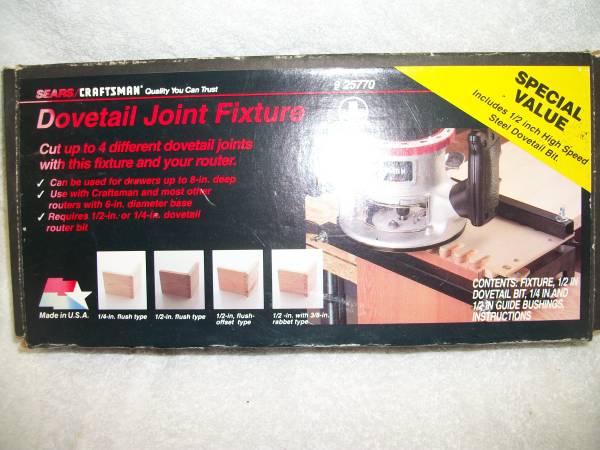 SEARS/CRAFTSMAN® Quality You Can Trust
9 25770
Dovetail Joint Fixture
Cut up to 4 different dovetail joints
with this fixture and your router.
✓ Can be used for drawers up to 8-in. deep
✓ Use with Craftsman and most other
routers with 6-in. diameter base
✓ Requires 1/2-in. or 1/4-in. dovetail
router bit
SPECIAL
VALUE
Includes 1/2 inch High Speed
Steel Dovetail Bit.
Made in U.S.A.
1/4-in. flush type
1/2-in. flush type
1/2-in. flush-
offset type
1/2 -in. with 3/8-in.
rabbet type
CONTENTS: FIXTURE, 1/2 IN
DOVETAIL BIT, 1/4 IN AND
1/2 IN GUIDE BUSHINGS,
INSTRUCTIONS